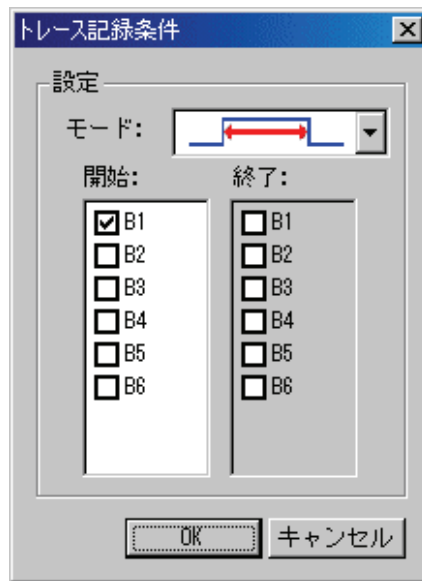 トレース記録条件
設定
モード:
開始: 終了:
B1 B1
B2 B2
B3 B3
B4 B4
B5 B5
B6 B6
OK キャンセル